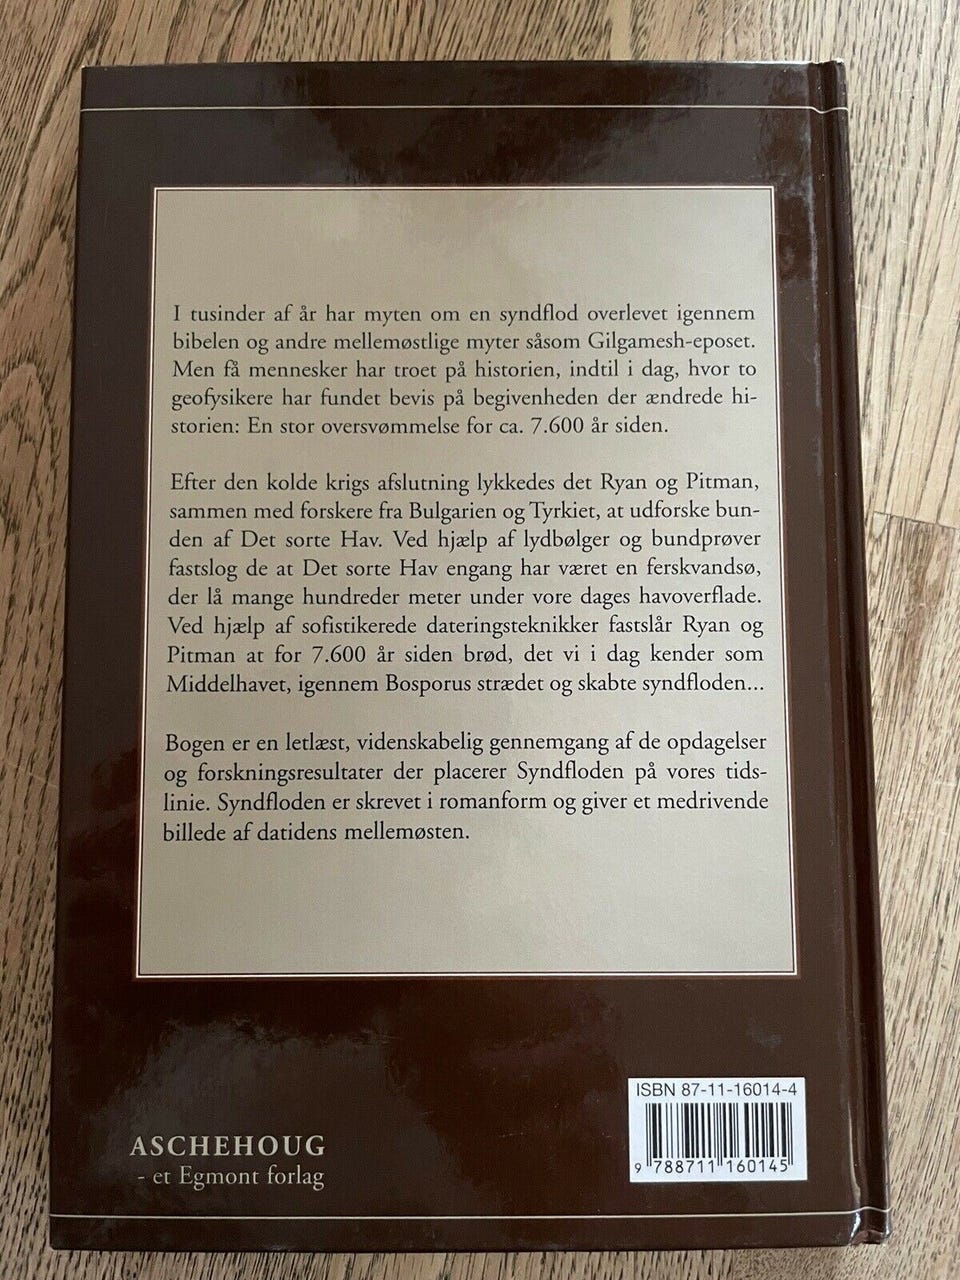 I tusinder af år har myten om en syndflod overlevet igennem
bibelen og andre mellemøstlige myter såsom Gilgamesh-eposet.
Men få mennesker har troet på historien, indtil i dag, hvor to
geofysikere har fundet bevis på begivenheden der ændrede hi-
storien: En stor oversvømmelse for ca. 7.600 år siden.
Efter den kolde krigs afslutning lykkedes det Ryan og Pitman,
sammen med forskere fra Bulgarien og Tyrkiet, at udforske bun-
den af Det sorte Hav. Ved hjælp af lydbølger og bundprøver
fastslog de at Det sorte Hav engang har været en ferskvandsø,
der lå mange hundreder meter under vore dages havoverflade.
Ved hjælp af sofistikerede dateringsteknikker fastslår Ryan og
Pitman at for 7.600 år siden brød, det vi i dag kender som
Middelhavet, igennem Bosporus strædet og skabte syndfloden...
Bogen er en letlæst, videnskabelig gennemgang af de opdagelser
og forskningsresultater der placerer Syndfloden på vores tids-
linie. Syndfloden er skrevet i romanform og giver et medrivende
billede af datidens mellemøsten.
ISBN 87-11-16014-4
9 788711 160145
ASCHEHOUG
- et Egmont forlag